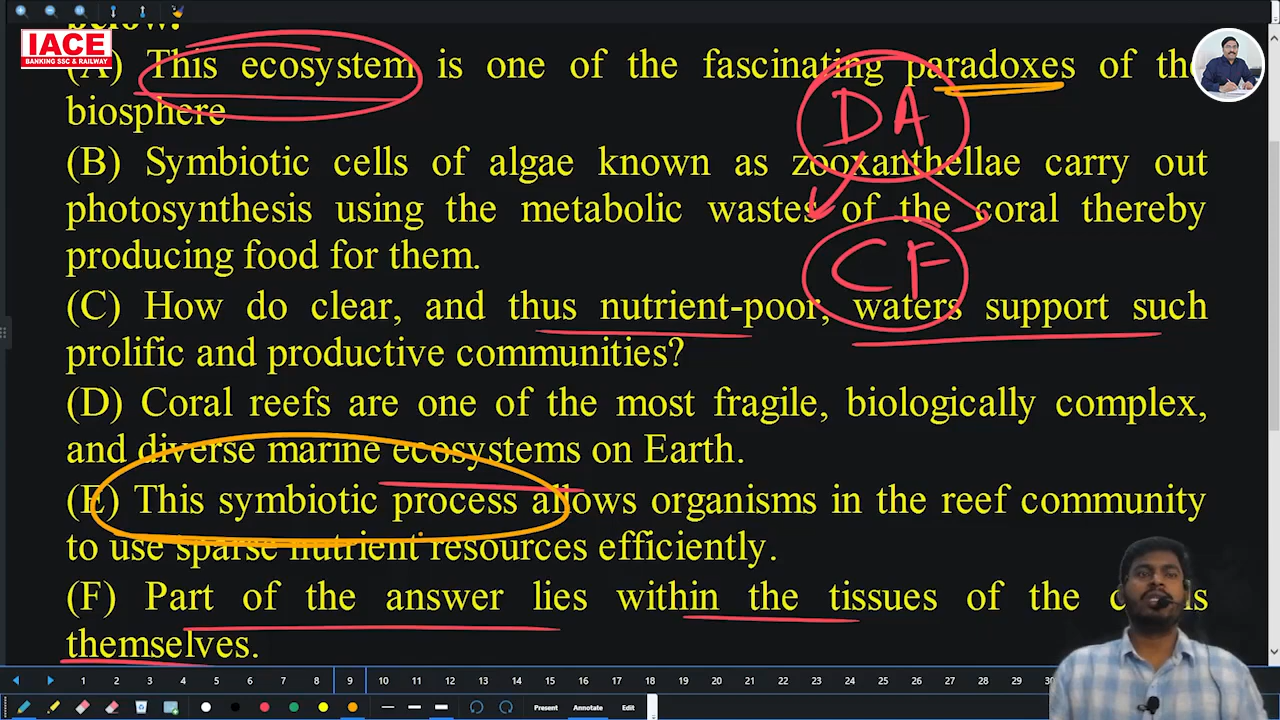 below:
IACE
BANKING SSC & RAILWAY
(A) This ecosystem is one of the fascinating paradoxes of the
biosphere
(B) Symbiotic cells of algae known as zooxanthellae carry out
photosynthesis using the metabolic wastes of the coral thereby
producing food for them.
(C) How do clear, and thus nutrient-poor, waters support such
prolific and productive communities?
(D) Coral reefs are one of the most fragile, biologically complex,
and diverse marine ecosystems on Earth.
(E) This symbiotic process allows organisms in the reef community
to use sparse nutrient resources efficiently.
(F) Part of the answer lies within the tissues of the
themselves.
DA
CF
1 2 3 4 5 6 7 8 9 10 11 12 13 14 15 16 17 18 19 20 21 22 23 24 25 26 27 28 29
Present Annotate Edit